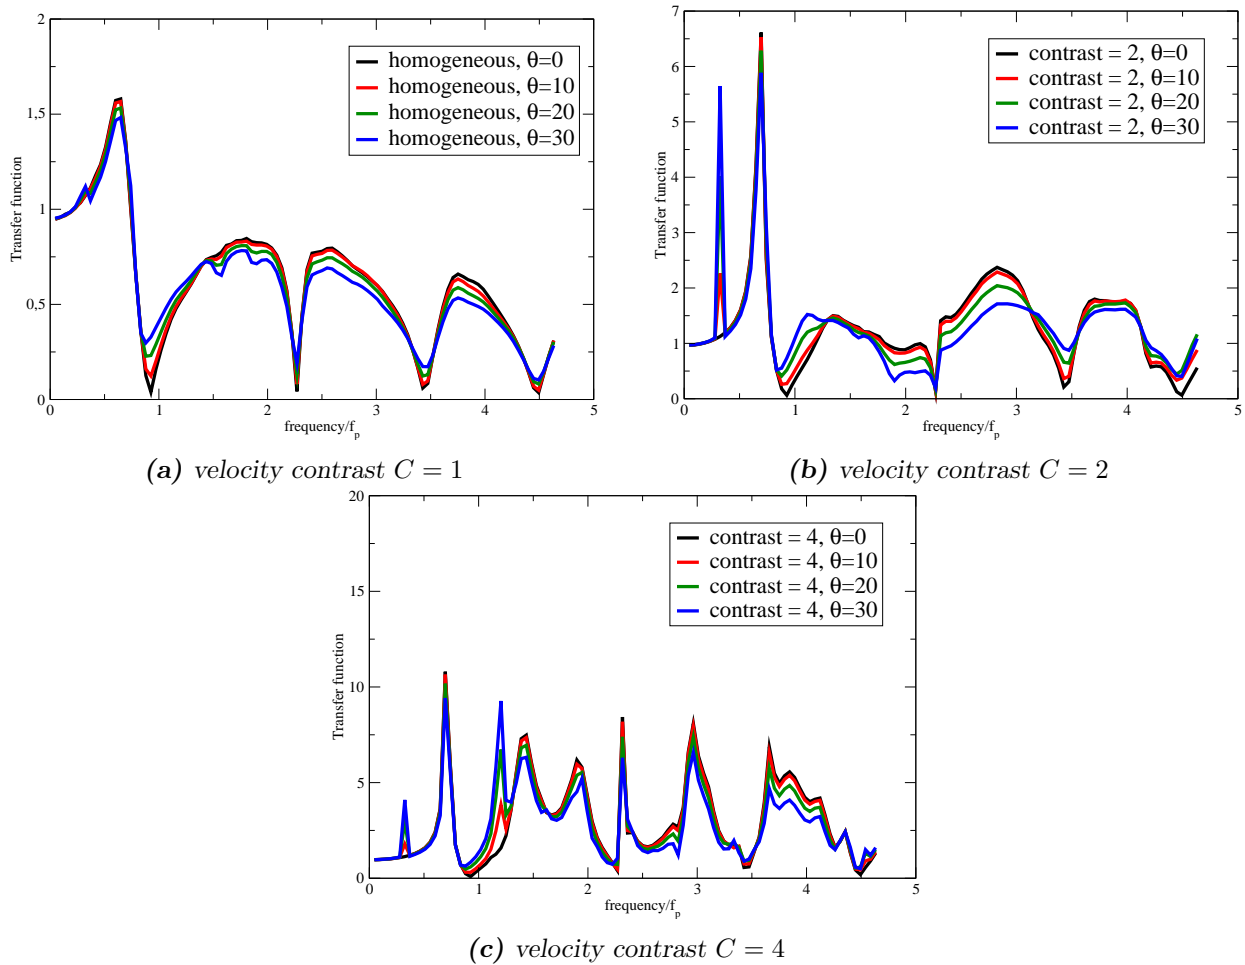 2
1.5
1
0.5
0
0 1 2 3 4 5
Transfer function
frequency/fₚ
homogeneous, θ=0
homogeneous, θ=10
homogeneous, θ=20
homogeneous, θ=30
(a) velocity contrast C = 1
7
6
5
4
3
2
1
0
0 1 2 3 4 5
Transfer function
frequency/fₚ
contrast = 2, θ=0
contrast = 2, θ=10
contrast = 2, θ=20
contrast = 2, θ=30
(b) velocity contrast C = 2
20
15
10
5
0
0 1 2 3 4 5
Transfer function
frequency/fₚ
contrast = 4, θ=0
contrast = 4, θ=10
contrast = 4, θ=20
contrast = 4, θ=30
(c) velocity contrast C = 4